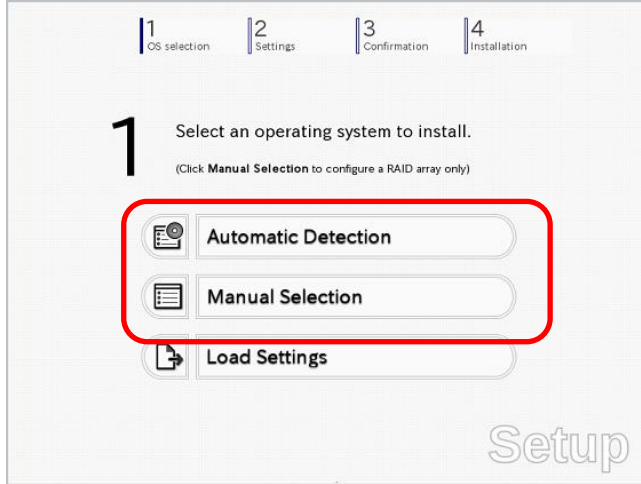 1
OS selection
2
Settings
3
Confirmation
4
Installation
1
Select an operating system to install.
(Click Manual Selection to configure a RAID array only)
Automatic Detection
Manual Selection
Load Settings
Setup